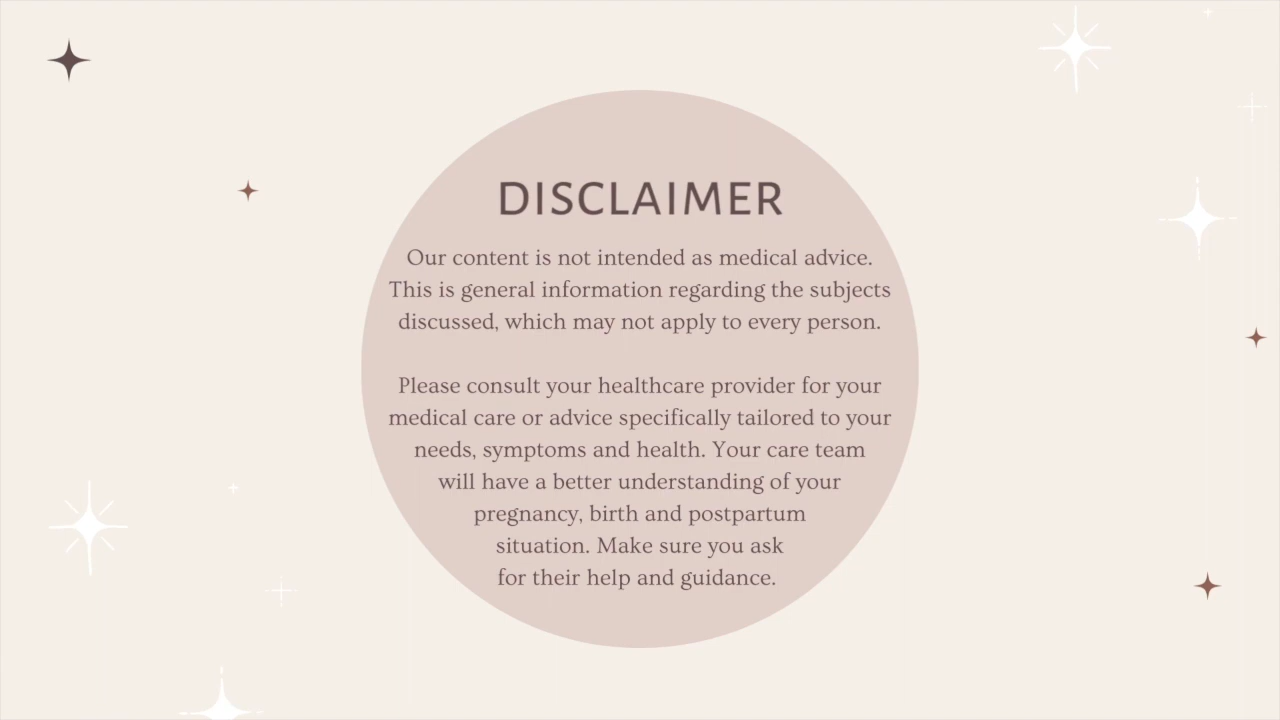 DISCLAIMER
Our content is not intended as medical advice.
This is general information regarding the subjects
discussed, which may not apply to every person.
Please consult your healthcare provider for your
medical care or advice specifically tailored to your
needs, symptoms and health. Your care team
will have a better understanding of your
pregnancy, birth and postpartum
situation. Make sure you ask
for their help and guidance.